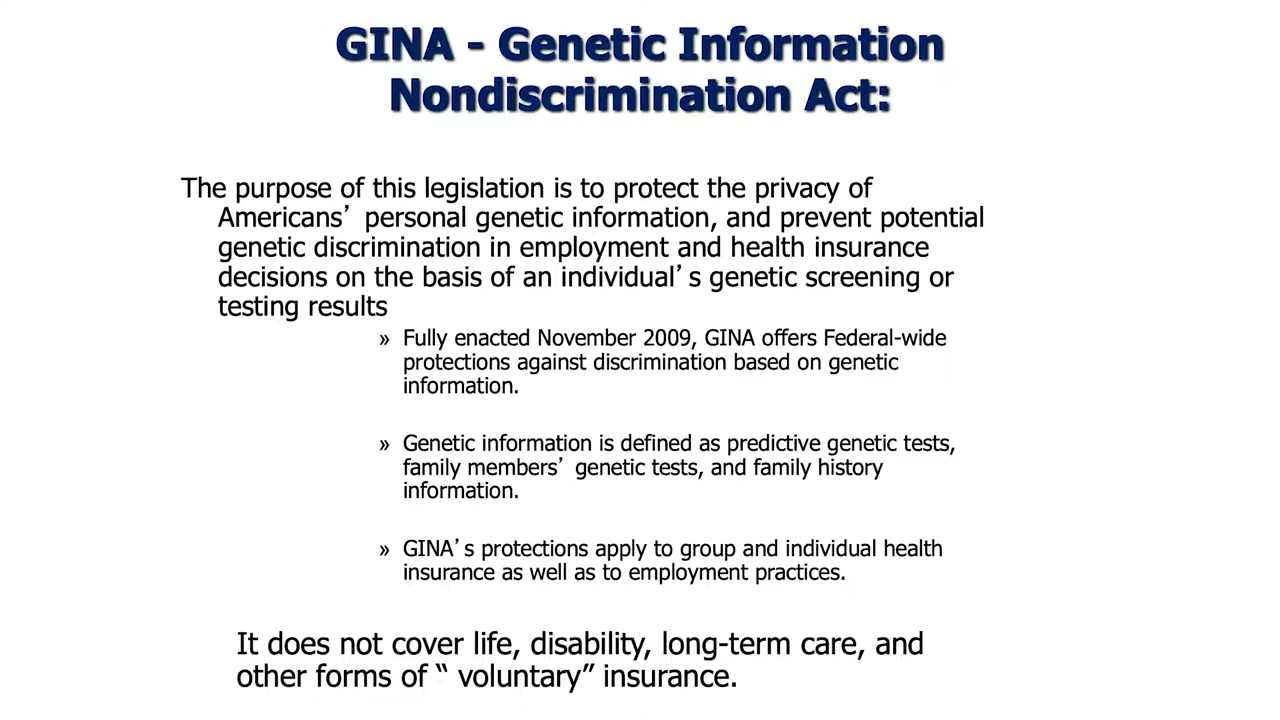 GINA - Genetic Information
Nondiscrimination Act:
The purpose of this legislation is to protect the privacy of
Americans’ personal genetic information, and prevent potential
genetic discrimination in employment and health insurance
decisions on the basis of an individual’s genetic screening or
testing results
» Fully enacted November 2009, GINA offers Federal-wide
protections against discrimination based on genetic
information.
» Genetic information is defined as predictive genetic tests,
family members’ genetic tests, and family history
information.
» GINA’s protections apply to group and individual health
insurance as well as to employment practices.
It does not cover life, disability, long-term care, and
other forms of “ voluntary” insurance.